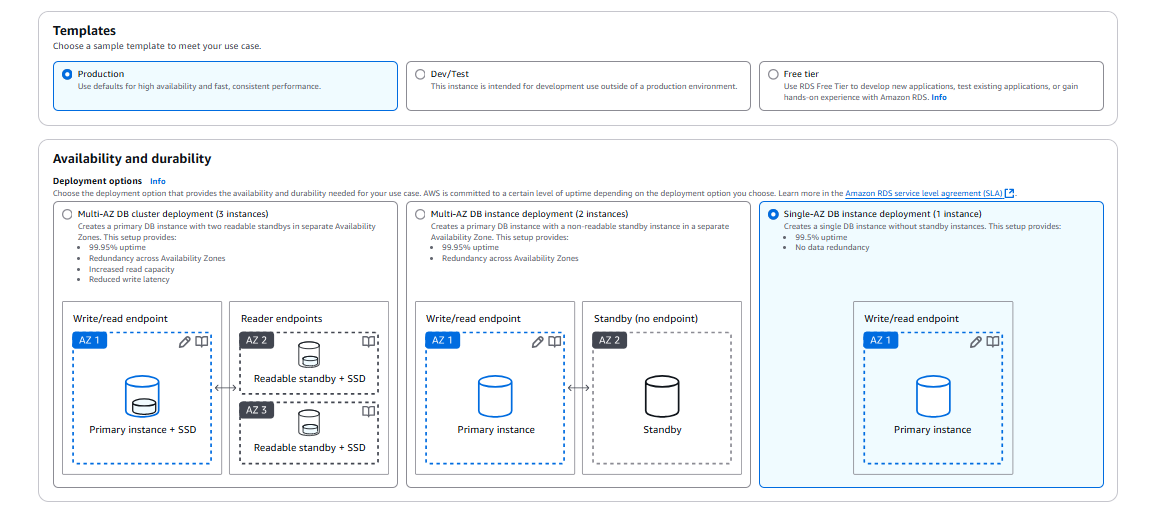 Templates
Choose a sample template to meet your use case.
Production
Use defaults for high availability and fast, consistent performance.
Dev/Test
This instance is intended for development use outside of a production environment.
Free tier
Use RDS Free Tier to develop new applications, test existing applications, or gain
hands-on experience with Amazon RDS. Info
Availability and durability
Deployment options Info
Choose the deployment option that provides the availability and durability needed for your use case. AWS is committed to a certain level of uptime depending on the deployment option you choose. Learn more in the Amazon RDS service level agreement (SLA).
Multi-AZ DB cluster deployment (3 instances)
Creates a primary DB instance with two readable standbys in separate Availability
Zones. This setup provides:
• 99.95% uptime
• Redundancy across Availability Zones
• Increased read capacity
• Reduced write latency
Write/read endpoint
AZ 1
Primary instance + SSD
Reader endpoints
AZ 2
Readable standby + SSD
AZ 3
Readable standby + SSD
Multi-AZ DB instance deployment (2 instances)
Creates a primary DB instance with a non-readable standby instance in a separate
Availability Zone. This setup provides:
• 99.95% uptime
• Redundancy across Availability Zones
Write/read endpoint
AZ 1
Primary instance
Standby (no endpoint)
AZ 2
Standby
Single-AZ DB instance deployment (1 instance)
Creates a single DB instance without standby instances. This setup provides:
• 99.5% uptime
• No data redundancy
Write/read endpoint
AZ 1
Primary instance